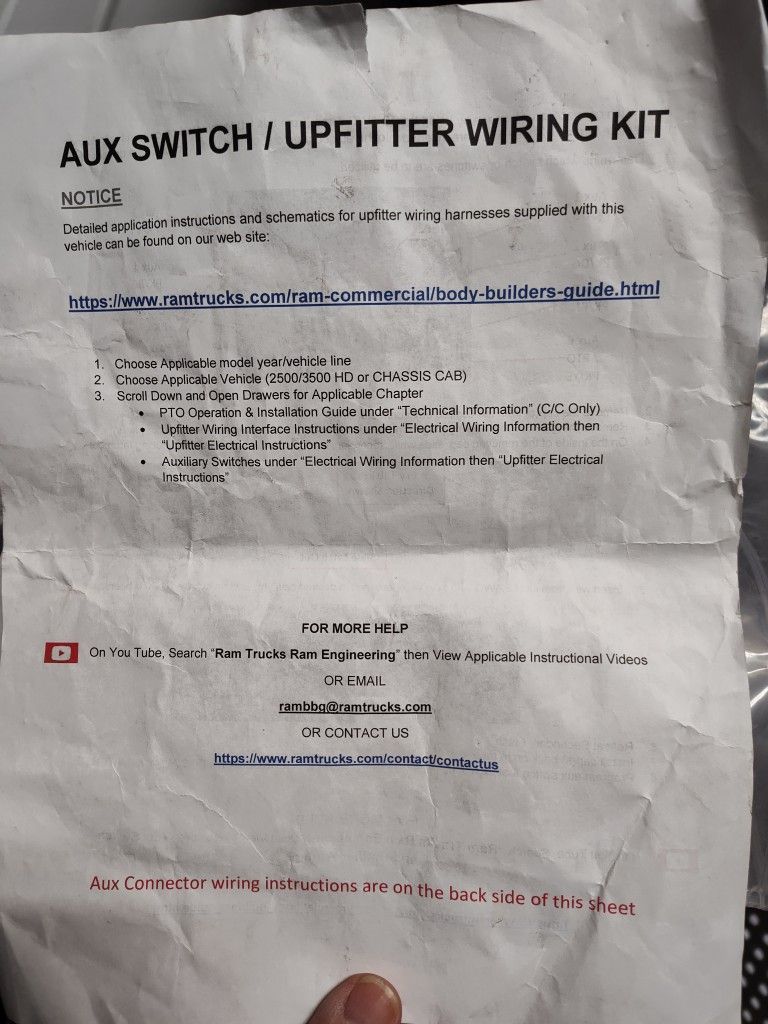 AUX SWITCH / UPFITTER WIRING KIT
NOTICE
Detailed application instructions and schematics for upfitter wiring harnesses supplied with this
vehicle can be found on our web site:
https://www.ramtrucks.com/ram-commercial/body-builders-guide.html
1. Choose Applicable model year/vehicle line
2. Choose Applicable Vehicle (2500/3500 HD or CHASSIS CAB)
3. Scroll Down and Open Drawers for Applicable Chapter
• PTO Operation & Installation Guide under “Technical Information” (C/C Only)
• Upfitter Wiring Interface Instructions under “Electrical Wiring Information then
“Upfitter Electrical Instructions”
• Auxiliary Switches under “Electrical Wiring Information then “Upfitter Electrical
Instructions”
FOR MORE HELP
On You Tube, Search “Ram Trucks Ram Engineering” then View Applicable Instructional Videos
OR EMAIL
rambbg@ramtrucks.com
OR CONTACT US
https://www.ramtrucks.com/contact/contactus
Aux Connector wiring instructions are on the back side of this sheet